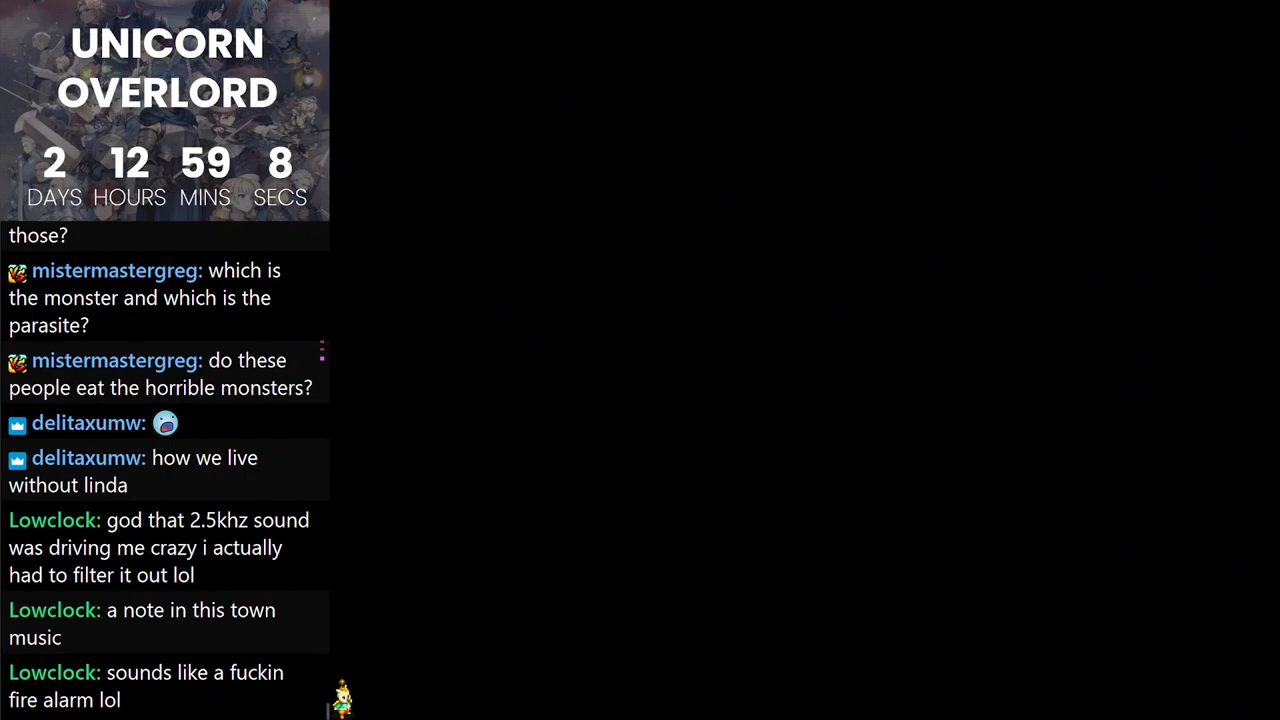 UNICORN
OVERLORD
2 12 59 8
DAYS HOURS MINS SECS
those?
mistermastergreg: which is
the monster and which is the
parasite?
mistermastergreg: do these
people eat the horrible monsters?
delitaxumw:
delitaxumw: how we live
without linda
Lowclock: god that 2.5khz sound
was driving me crazy i actually
had to filter it out lol
Lowclock: a note in this town
music
Lowclock: sounds like a fuckin
fire alarm lol